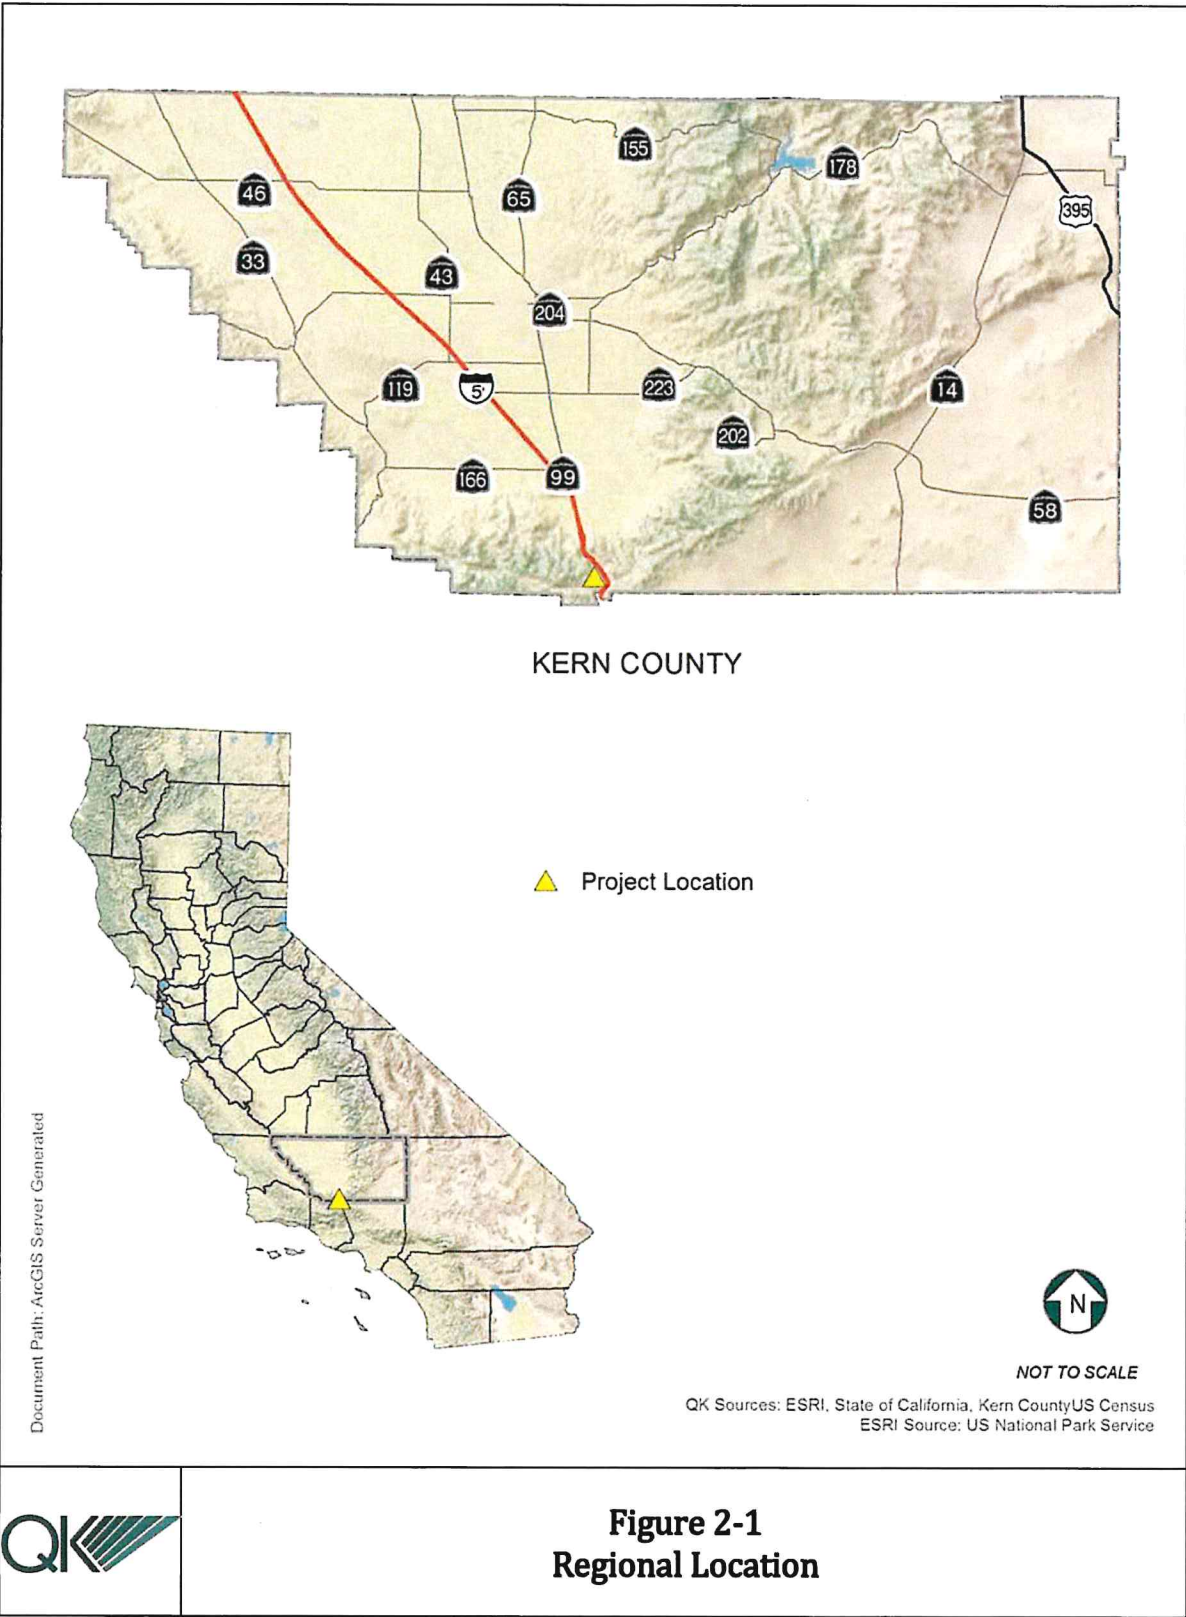 155
178
46
65
395
33
43
204
119
5
223
14
202
166
99
58
KERN COUNTY
Project Location
Document Path: ArcGIS Server Generated
N
NOT TO SCALE
QK Sources: ESRI, State of California, Kern CountyUS Census
ESRI Source: US National Park Service
QK
Figure 2-1
Regional Location